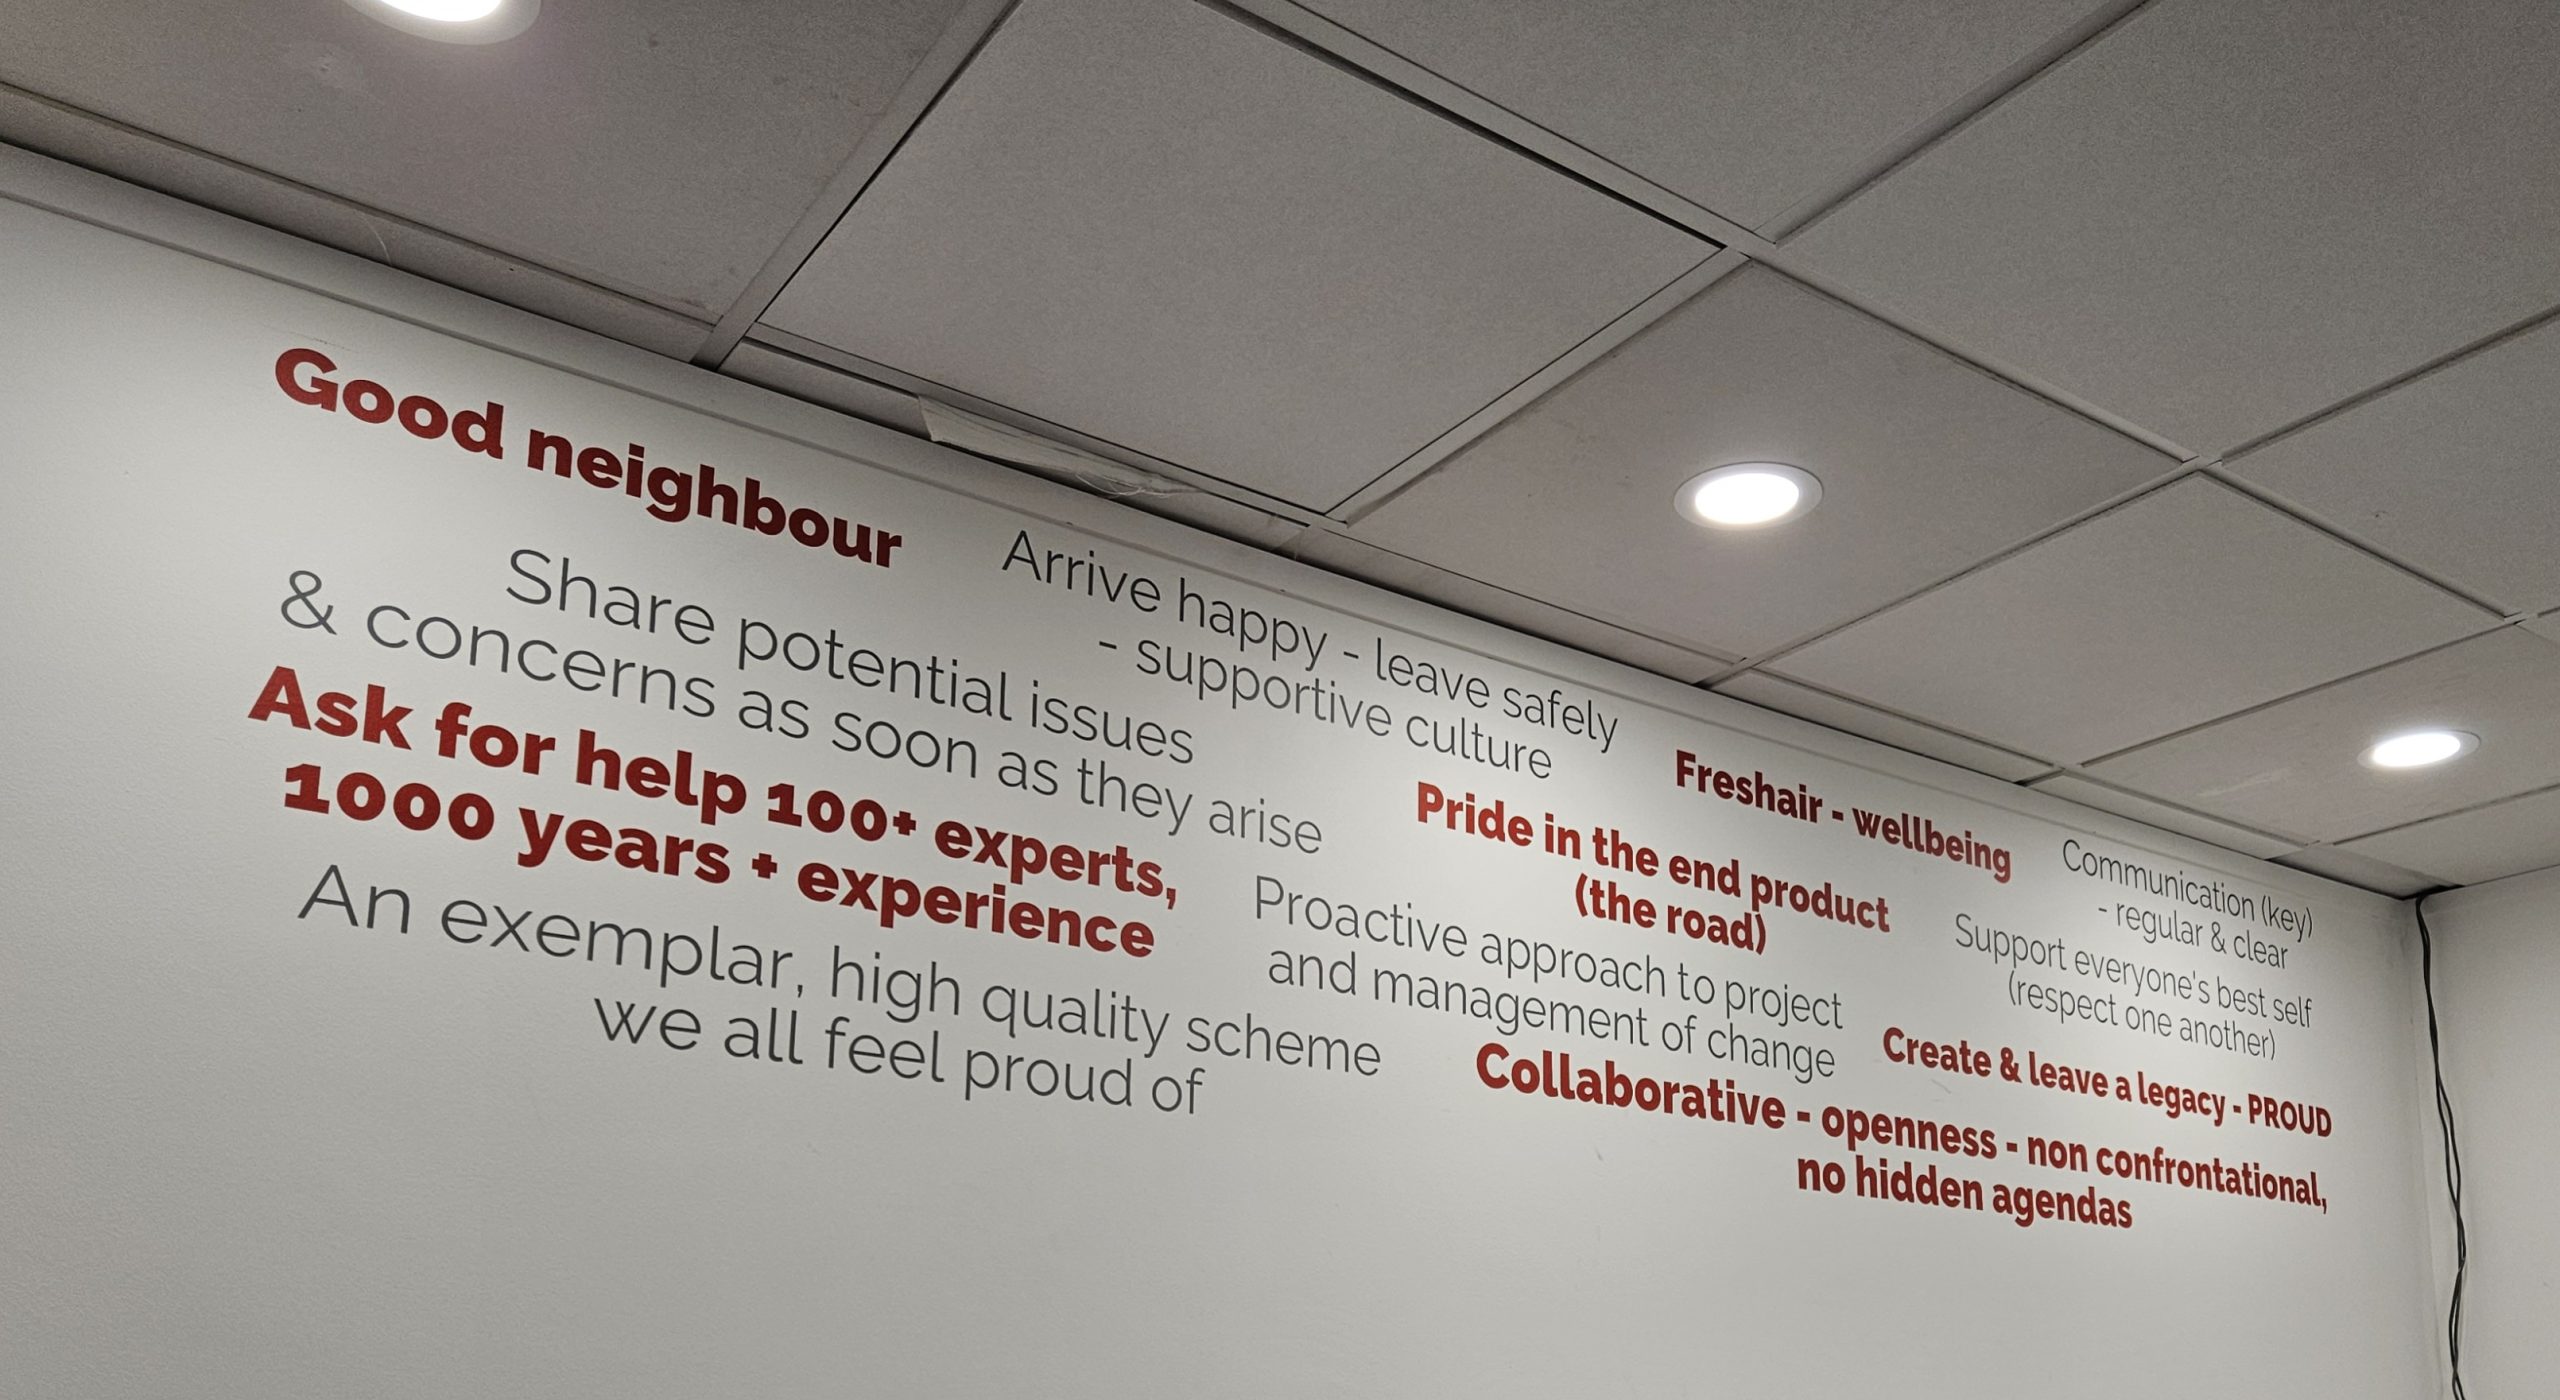 Good neighbour
Share potential issues
& concerns as soon as they arise
Ask for help 100+ experts,
1000 years + experience
An exemplar, high quality scheme
we all feel proud of
Arrive happy - leave safely
- supportive culture
Freshair - wellbeing
Pride in the end product
(the road)
Proactive approach to project
and management of change
Communication (key)
- regular & clear
Support everyone's best self
(respect one another)
Create & leave a legacy - PROUD
Collaborative - openness - non confrontational,
no hidden agendas